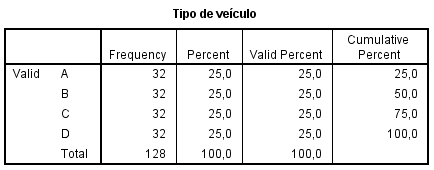 Tipo de veículo
Frequency Percent Valid Percent Cumulative Percent
Valid A 32 25,0 25,0 25,0
B 32 25,0 25,0 50,0
C 32 25,0 25,0 75,0
D 32 25,0 25,0 100,0
Total 128 100,0 100,0